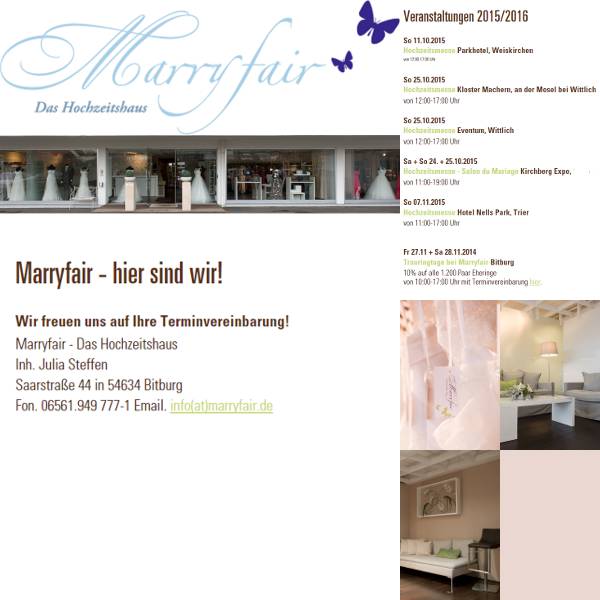 Marryfair
Das Hochzeitshaus
Marryfair - hier sind wir!
Wir freuen uns auf Ihre Terminvereinbarung!
Marryfair - Das Hochzeitshaus
Inh. Julia Steffen
Saarstraße 44 in 54634 Bitburg
Fon. 06561.949 777-1 Email. info(at)marryfair.de
Veranstaltungen 2015/2016
So 11.10.2015
Hochzeitsmesse Parkhotel, Weiskirchen
von 12:00-17:00 Uhr
So 25.10.2015
Hochzeitsmesse Kloster Machern, an der Mosel bei Wittlich
von 12:00-17:00 Uhr
So 25.10.2015
Hochzeitsmesse Eventum, Wittlich
von 12:00-17:00 Uhr
Sa + So 24. + 25.10.2015
Hochzeitsmesse - Salon du Mariage Kirchberg Expo,
von 11:00-19:00 Uhr
So 07.11.2015
Hochzeitsmesse Hotel Nells Park, Trier
von 11:00-17:00 Uhr
Fr 27.11 + Sa 28.11.2014
Trauringtage bei Marryfair Bitburg
10% auf alle 1.200 Paar Eheringe
von 10:00-17:00 Uhr mit Terminvereinbarung hier.
Marryfair